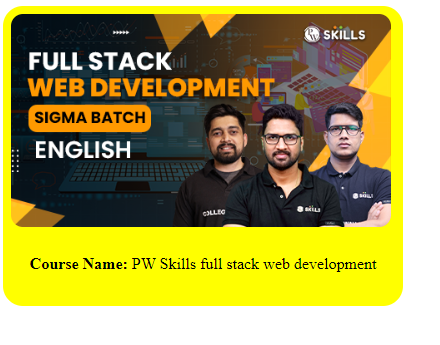 SKILLS
FULL STACK
WEB DEVELOPMENT
SIGMA BATCH
ENGLISH
SKILLS
Course Name: PW Skills full stack web development